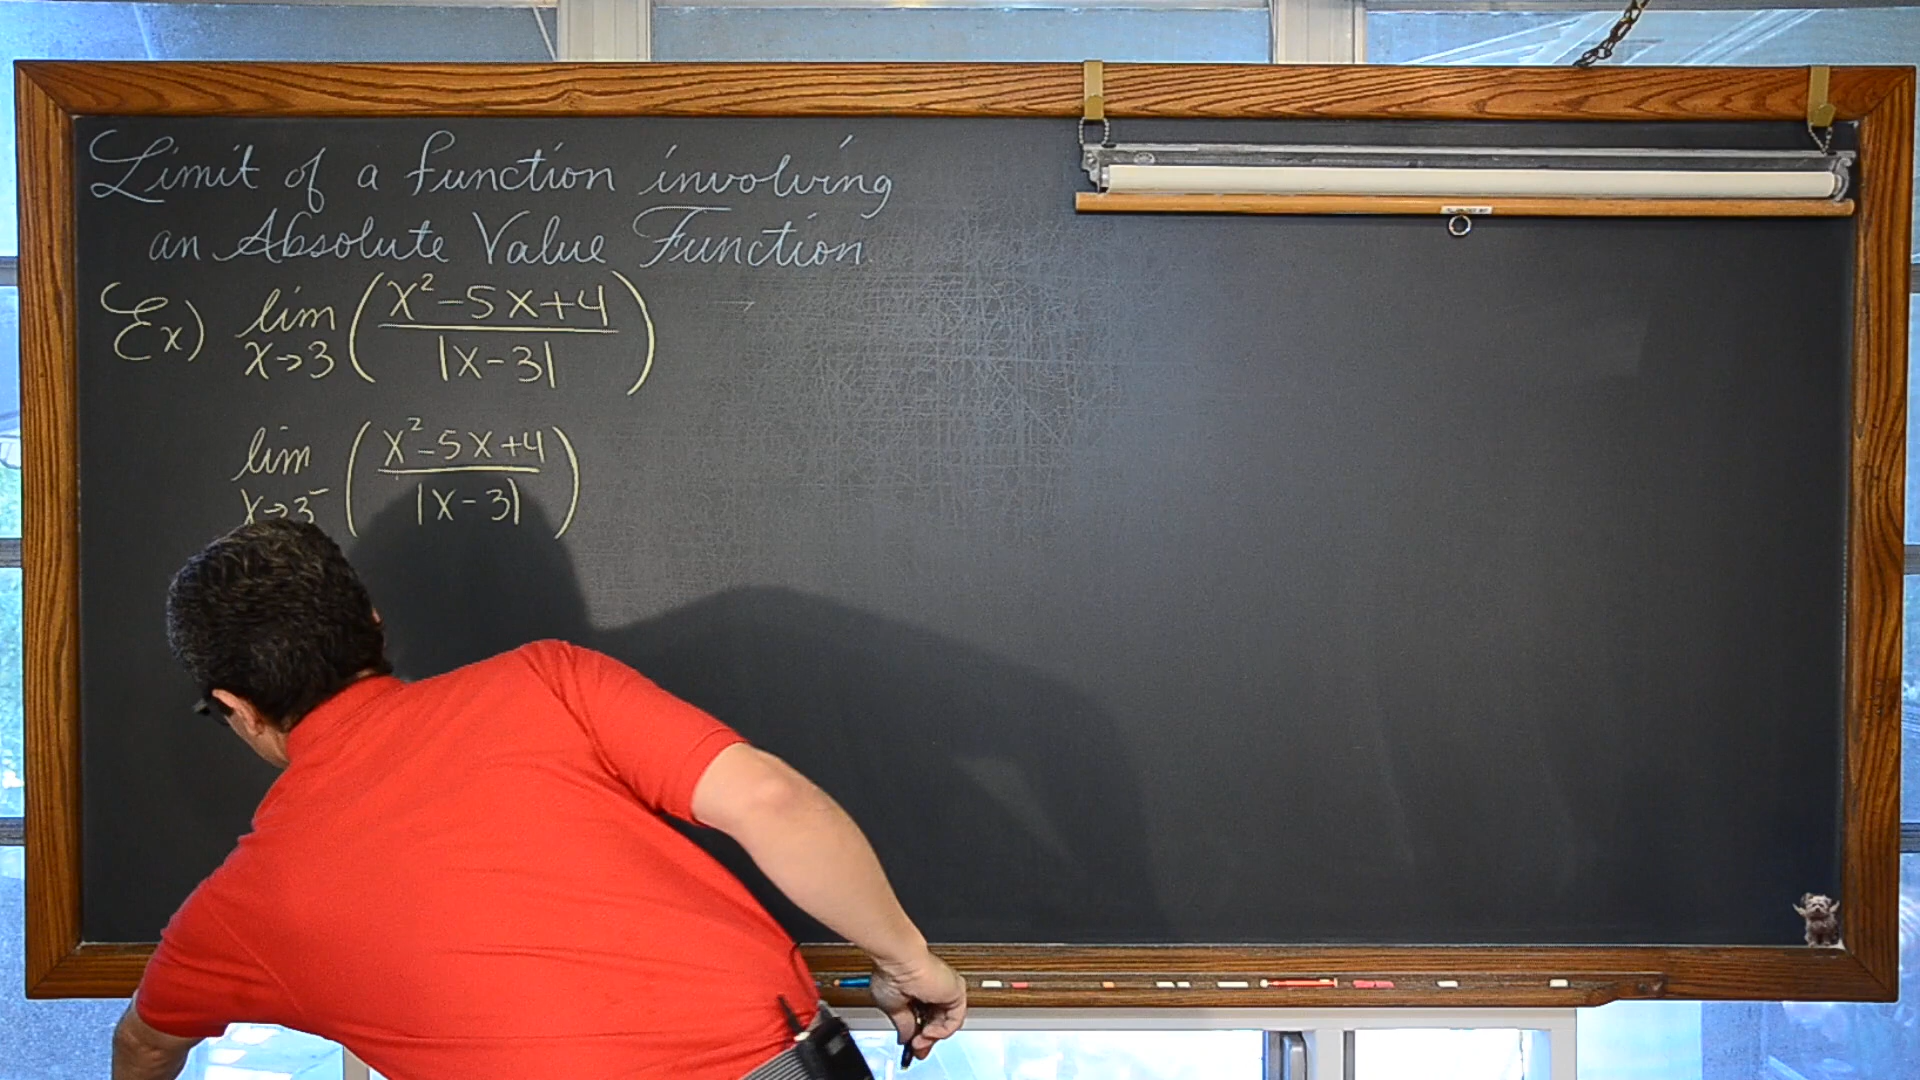 Limit of a function involving
an Absolute Value Function
Ex) lim x→3 (x²-5x+4 / |x-3|)
lim x→3⁻ (x²-5x+4 / |x-3|)